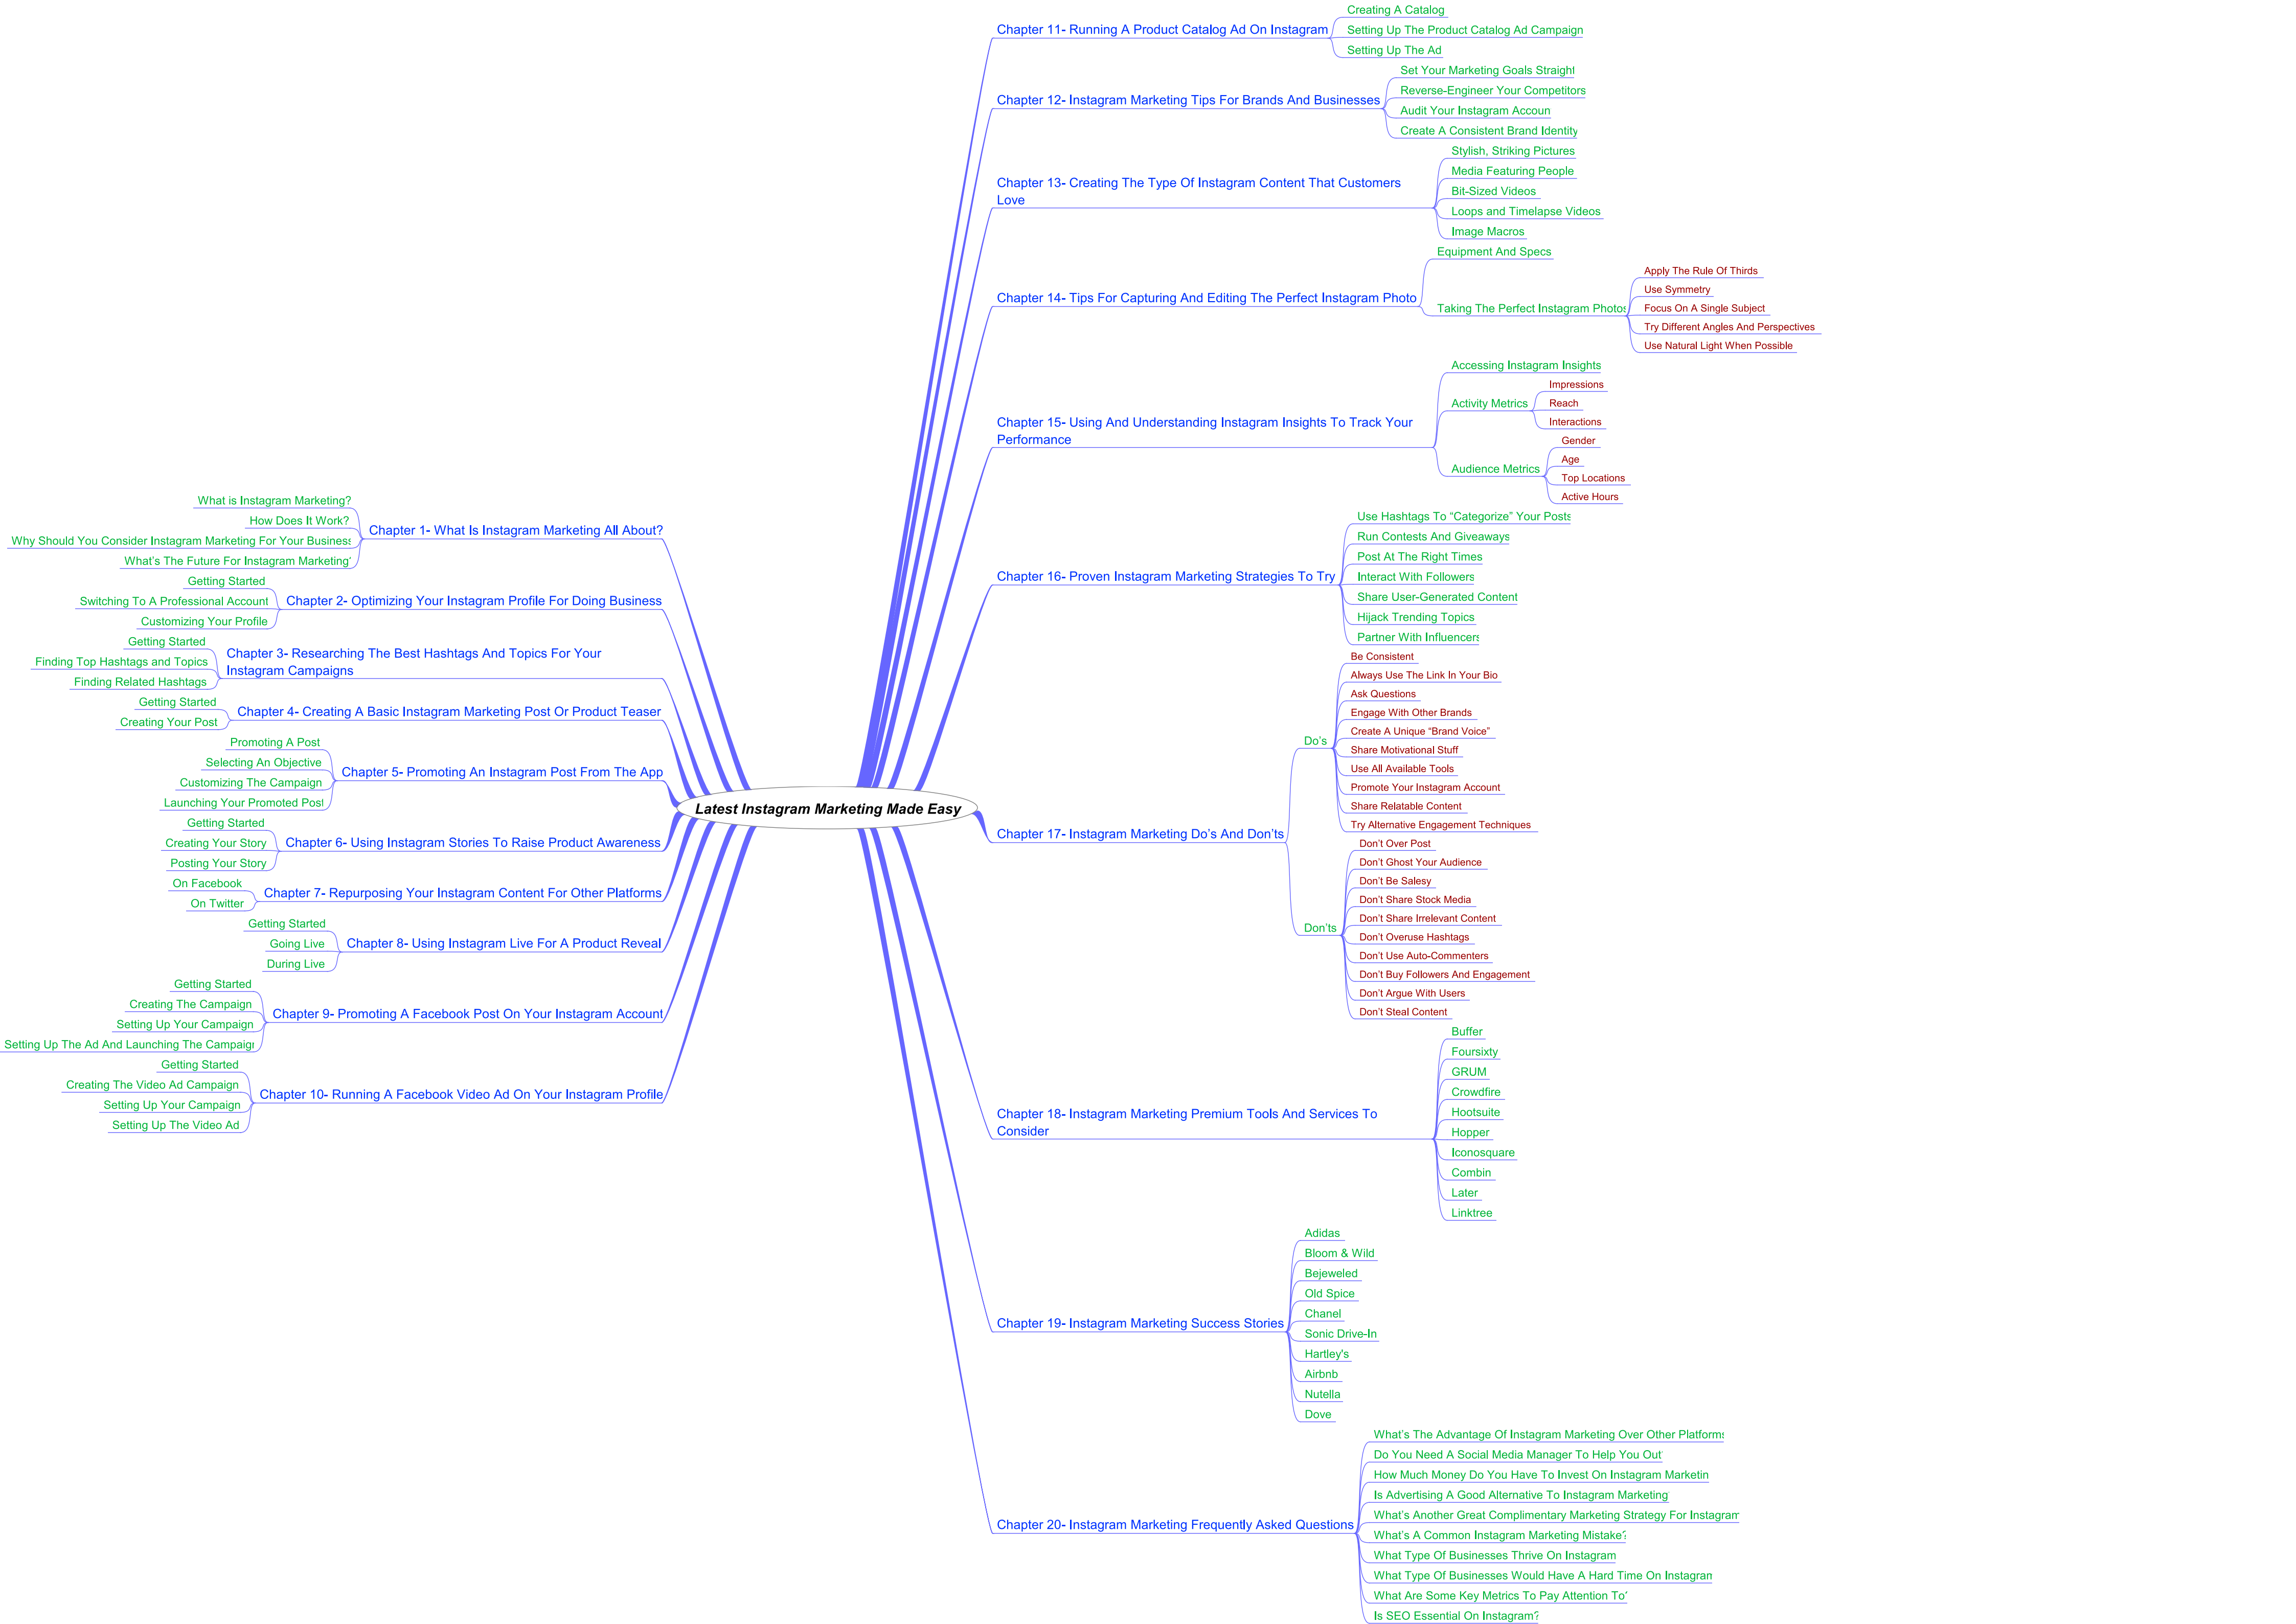 Latest Instagram Marketing Made Easy
Chapter 1- What Is Instagram Marketing All About?
What is Instagram Marketing?
How Does It Work?
Why Should You Consider Instagram Marketing For Your Business
What's The Future For Instagram Marketing?
Chapter 2- Optimizing Your Instagram Profile For Doing Business
Getting Started
Switching To A Professional Account
Customizing Your Profile
Chapter 3- Researching The Best Hashtags And Topics For Your
Instagram Campaigns
Getting Started
Finding Top Hashtags and Topics
Finding Related Hashtags
Chapter 4- Creating A Basic Instagram Marketing Post Or Product Teaser
Getting Started
Creating Your Post
Chapter 5- Promoting An Instagram Post From The App
Promoting A Post
Selecting An Objective
Customizing The Campaign
Launching Your Promoted Post
Chapter 6- Using Instagram Stories To Raise Product Awareness
Getting Started
Creating Your Story
Posting Your Story
Chapter 7- Repurposing Your Instagram Content For Other Platforms
On Facebook
On Twitter
Chapter 8- Using Instagram Live For A Product Reveal
Getting Started
Going Live
During Live
Chapter 9- Promoting A Facebook Post On Your Instagram Account
Getting Started
Creating The Campaign
Setting Up Your Campaign
Setting Up The Ad And Launching The Campaign
Chapter 10- Running A Facebook Video Ad On Your Instagram Profile
Getting Started
Creating The Video Ad Campaign
Setting Up Your Campaign
Setting Up The Video Ad
Chapter 11- Running A Product Catalog Ad On Instagram
Creating A Catalog
Setting Up The Product Catalog Ad Campaign
Setting Up The Ad
Chapter 12- Instagram Marketing Tips For Brands And Businesses
Set Your Marketing Goals Straight
Reverse-Engineer Your Competitors
Audit Your Instagram Accoun
Create A Consistent Brand Identity
Chapter 13- Creating The Type Of Instagram Content That Customers
Love
Stylish, Striking Pictures
Media Featuring People
Bit-Sized Videos
Loops and Timelapse Videos
Image Macros
Chapter 14- Tips For Capturing And Editing The Perfect Instagram Photo
Equipment And Specs
Taking The Perfect Instagram Photos
Apply The Rule Of Thirds
Use Symmetry
Focus On A Single Subject
Try Different Angles And Perspectives
Use Natural Light When Possible
Chapter 15- Using And Understanding Instagram Insights To Track Your
Performance
Accessing Instagram Insights
Activity Metrics
Impressions
Reach
Interactions
Audience Metrics
Gender
Age
Top Locations
Active Hours
Chapter 16- Proven Instagram Marketing Strategies To Try
Use Hashtags To “Categorize” Your Posts
Run Contests And Giveaways
Post At The Right Times
Interact With Followers
Share User-Generated Content
Hijack Trending Topics
Partner With Influencers
Chapter 17- Instagram Marketing Do's And Don'ts
Do's
Be Consistent
Always Use The Link In Your Bio
Ask Questions
Engage With Other Brands
Create A Unique “Brand Voice”
Share Motivational Stuff
Use All Available Tools
Promote Your Instagram Account
Share Relatable Content
Try Alternative Engagement Techniques
Don'ts
Don't Over Post
Don't Ghost Your Audience
Don't Be Salesy
Don't Share Stock Media
Don't Share Irrelevant Content
Don't Overuse Hashtags
Don't Use Auto-Commenters
Don't Buy Followers And Engagement
Don't Argue With Users
Don't Steal Content
Chapter 18- Instagram Marketing Premium Tools And Services To
Consider
Buffer
Foursixty
GRUM
Crowdfire
Hootsuite
Hopper
Iconosquare
Combin
Later
Linktree
Chapter 19- Instagram Marketing Success Stories
Adidas
Bloom & Wild
Bejeweled
Old Spice
Chanel
Sonic Drive-In
Hartley's
Airbnb
Nutella
Dove
Chapter 20- Instagram Marketing Frequently Asked Questions
What's The Advantage Of Instagram Marketing Over Other Platforms
Do You Need A Social Media Manager To Help You Out
How Much Money Do You Have To Invest On Instagram Marketin
Is Advertising A Good Alternative To Instagram Marketing
What's Another Great Complimentary Marketing Strategy For Instagram
What's A Common Instagram Marketing Mistake?
What Type Of Businesses Thrive On Instagram
What Type Of Businesses Would Have A Hard Time On Instagram
What Are Some Key Metrics To Pay Attention To?
Is SEO Essential On Instagram?